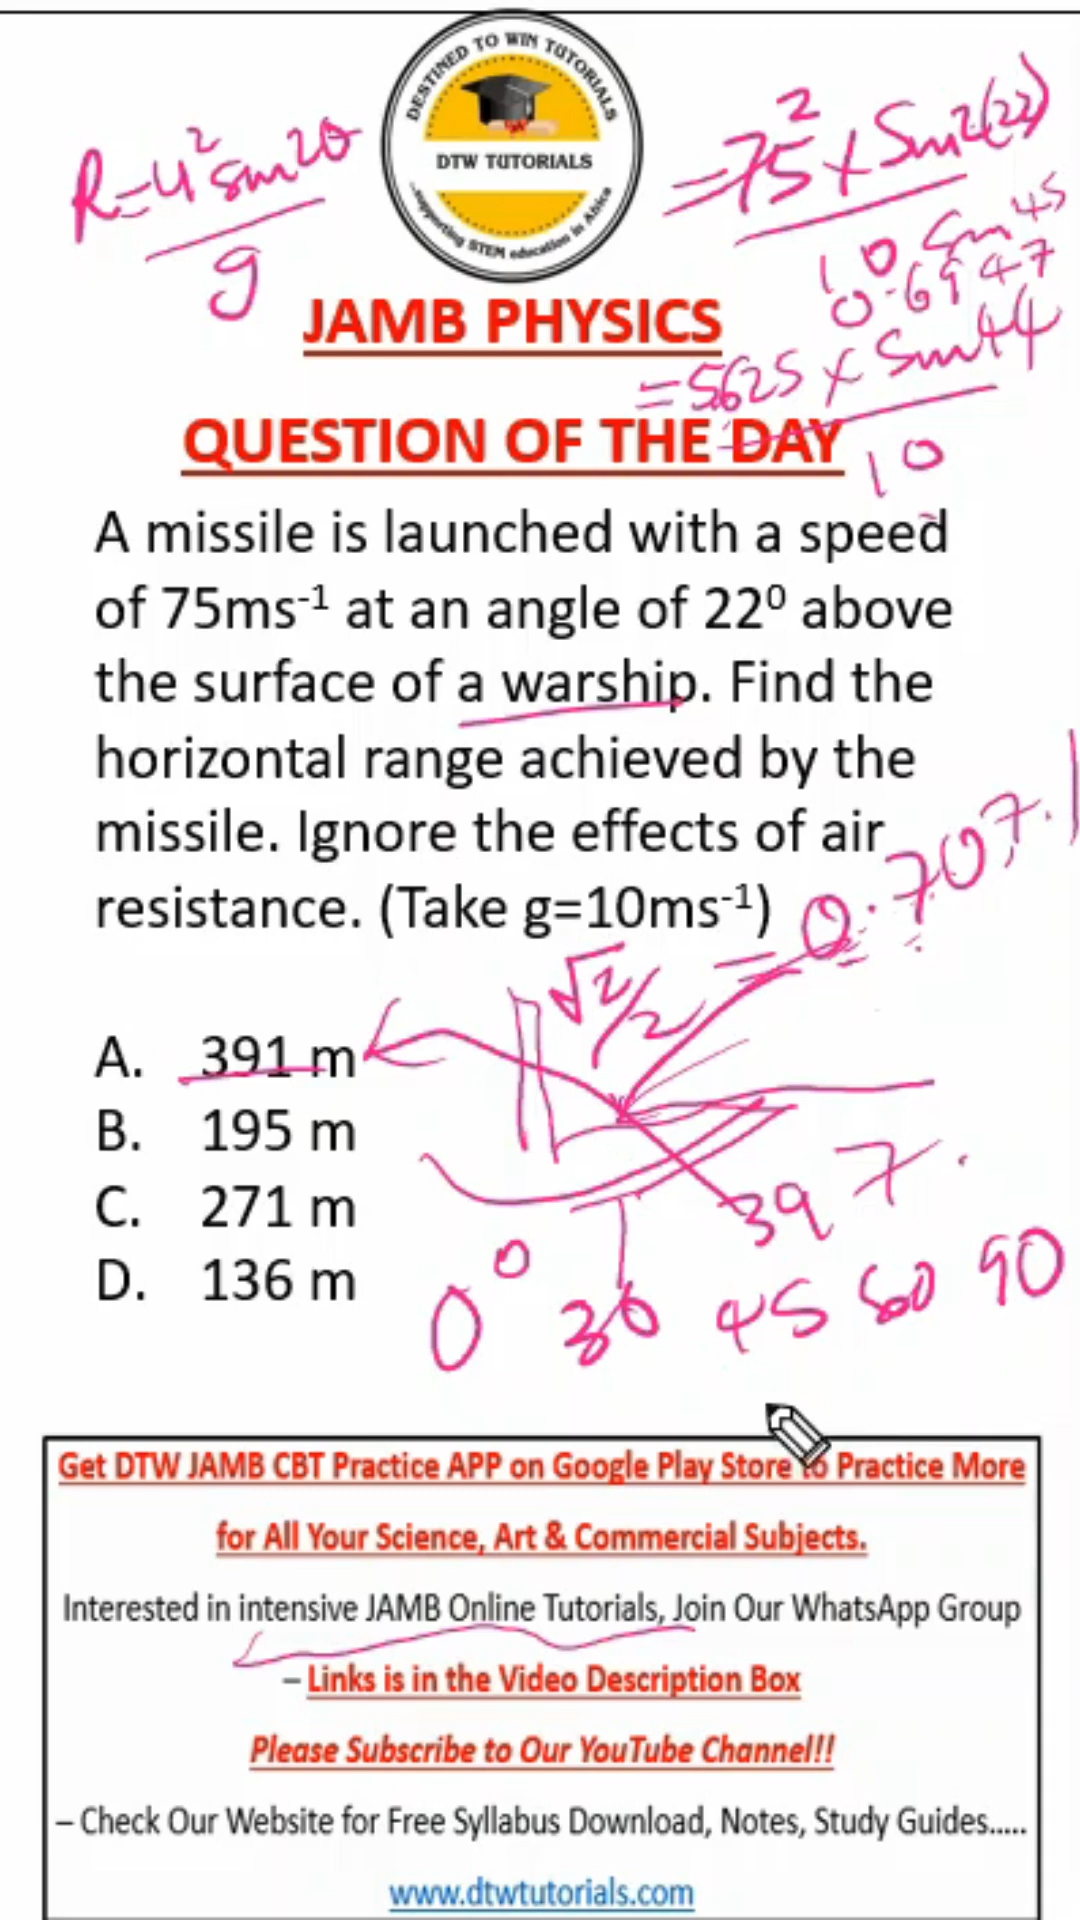 DESTINED TO WIN TUTORIALS
DTW TUTORIALS
...supporting STEM education in Africa
R=u²sin2θ
g
=75²×Sin2(22)
10
Sin45
0.6947
=5625×Sin44
10
JAMB PHYSICS
QUESTION OF THE DAY
A missile is launched with a speed
of 75ms⁻¹ at an angle of 22⁰ above
the surface of a warship. Find the
horizontal range achieved by the
missile. Ignore the effects of air
resistance. (Take g=10ms⁻¹)
√2/2 = 0.7071
A. 391 m
B. 195 m
C. 271 m
D. 136 m
397.
0⁰ 30 45 60 90
Get DTW JAMB CBT Practice APP on Google Play Store to Practice More
for All Your Science, Art & Commercial Subjects.
Interested in intensive JAMB Online Tutorials, Join Our WhatsApp Group
– Links is in the Video Description Box
Please Subscribe to Our YouTube Channel!!
– Check Our Website for Free Syllabus Download, Notes, Study Guides.....
www.dtwtutorials.com